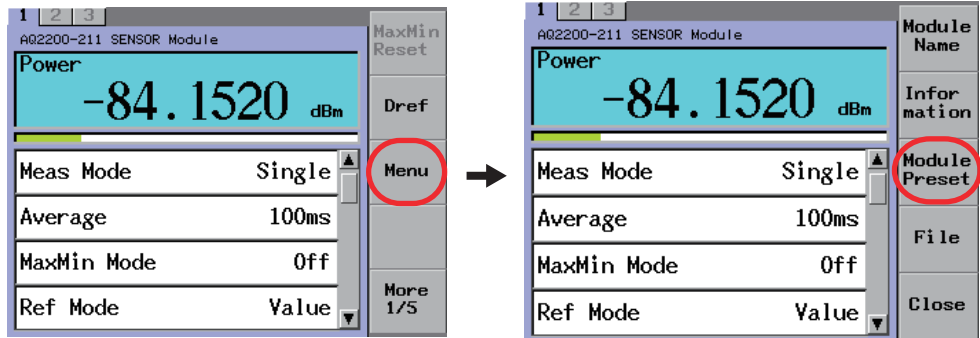 1 2 3
AQ2200-211 SENSOR Module
Power
-84.1520 dBm
Meas Mode Single
Average 100ms
MaxMin Mode Off
Ref Mode Value
MaxMin
Reset
Dref
Menu
More
1/5
1 2 3
AQ2200-211 SENSOR Module
Power
-84.1520 dBm
Meas Mode Single
Average 100ms
MaxMin Mode Off
Ref Mode Value
Module
Name
Infor
mation
Module
Preset
File
Close